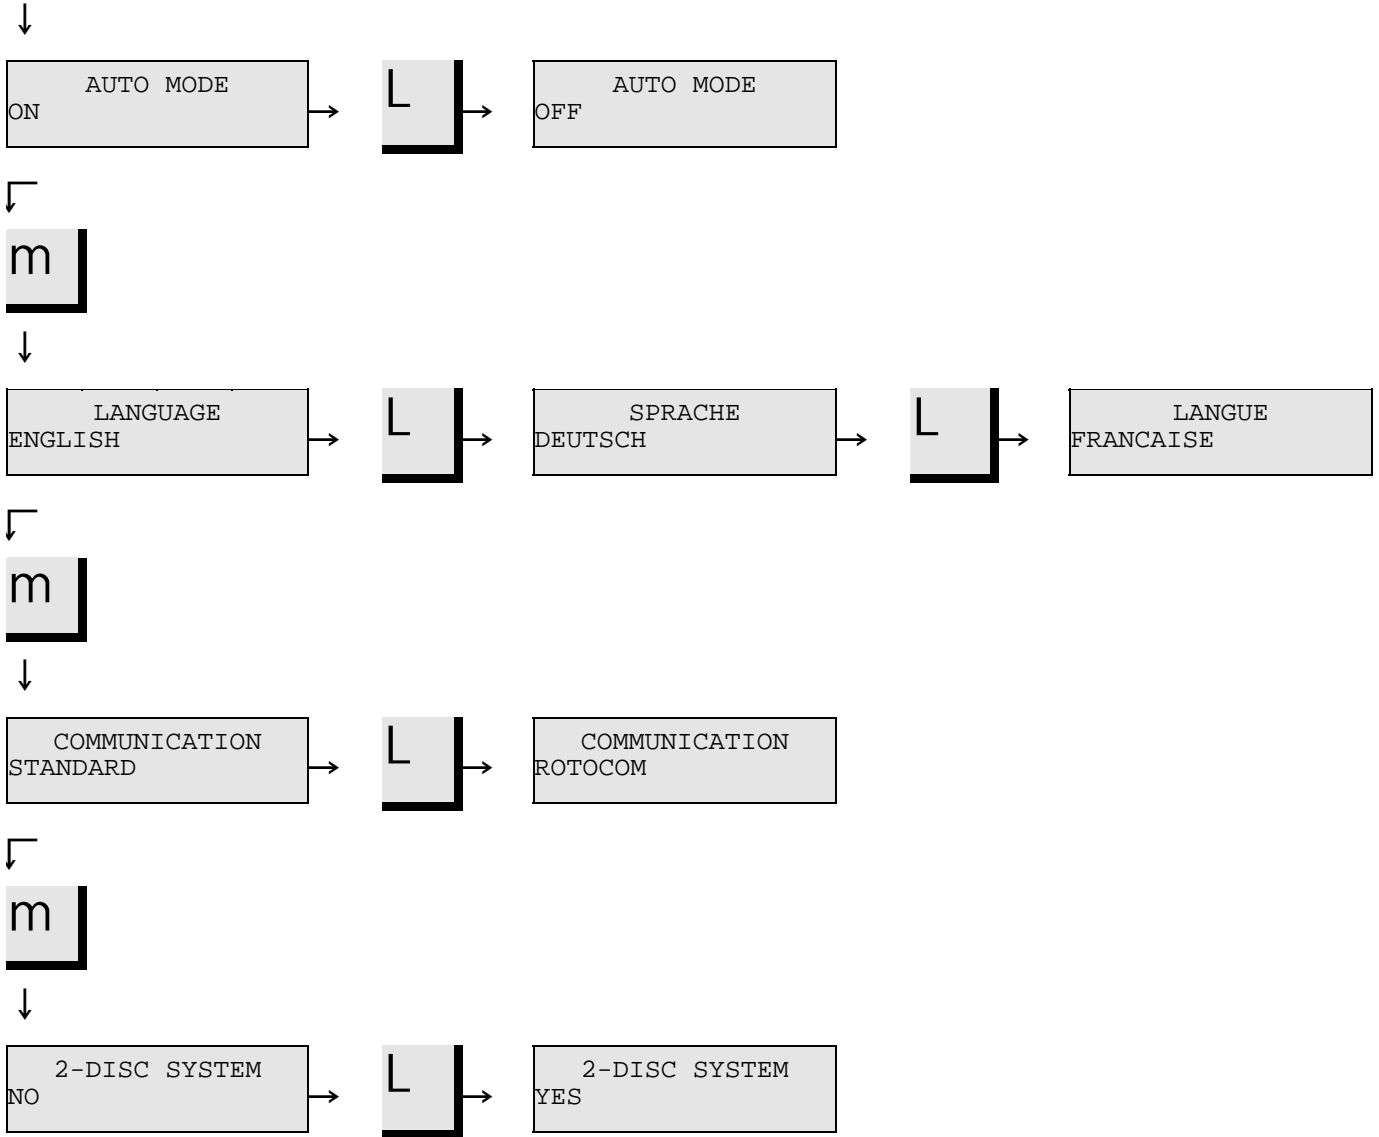 AUTO MODE
ON
L
AUTO MODE
OFF
m
LANGUAGE
ENGLISH
L
SPRACHE
DEUTSCH
L
LANGUE
FRANCAISE
m
COMMUNICATION
STANDARD
L
COMMUNICATION
ROTOCOM
m
2-DISC SYSTEM
NO
L
2-DISC SYSTEM
YES